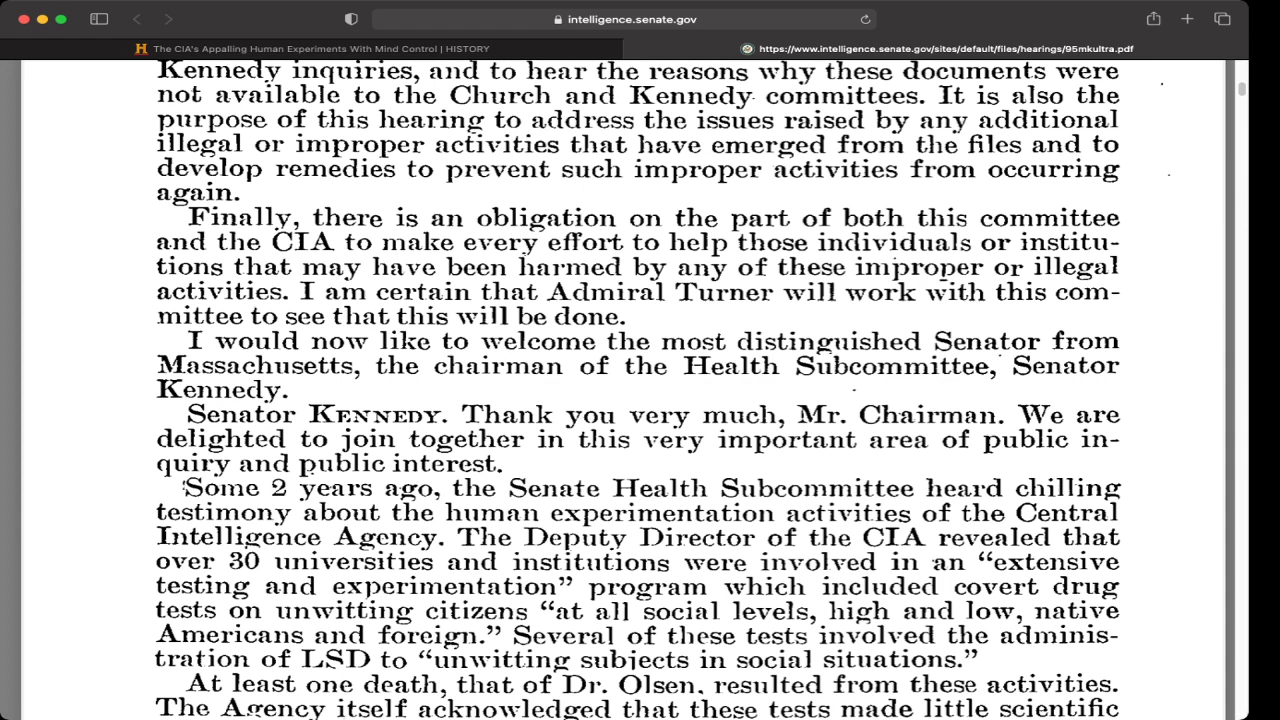 intelligence.senate.gov
The CIA's Appalling Human Experiments With Mind Control | HISTORY
https://www.intelligence.senate.gov/sites/default/files/hearings/95mkultra.pdf
Kennedy inquiries, and to hear the reasons why these documents were
not available to the Church and Kennedy committees. It is also the
purpose of this hearing to address the issues raised by any additional
illegal or improper activities that have emerged from the files and to
develop remedies to prevent such improper activities from occurring
again.
Finally, there is an obligation on the part of both this committee
and the CIA to make every effort to help those individuals or institu-
tions that may have been harmed by any of these improper or illegal
activities. I am certain that Admiral Turner will work with this com-
mittee to see that this will be done.
I would now like to welcome the most distinguished Senator from
Massachusetts, the chairman of the Health Subcommittee, Senator
Kennedy.
Senator KENNEDY. Thank you very much, Mr. Chairman. We are
delighted to join together in this very important area of public in-
quiry and public interest.
Some 2 years ago, the Senate Health Subcommittee heard chilling
testimony about the human experimentation activities of the Central
Intelligence Agency. The Deputy Director of the CIA revealed that
over 30 universities and institutions were involved in an “extensive
testing and experimentation” program which included covert drug
tests on unwitting citizens “at all social levels, high and low, native
Americans and foreign.” Several of these tests involved the adminis-
tration of LSD to “unwitting subjects in social situations.”
At least one death, that of Dr. Olsen, resulted from these activities.
The Agency itself acknowledged that these tests made little scientific